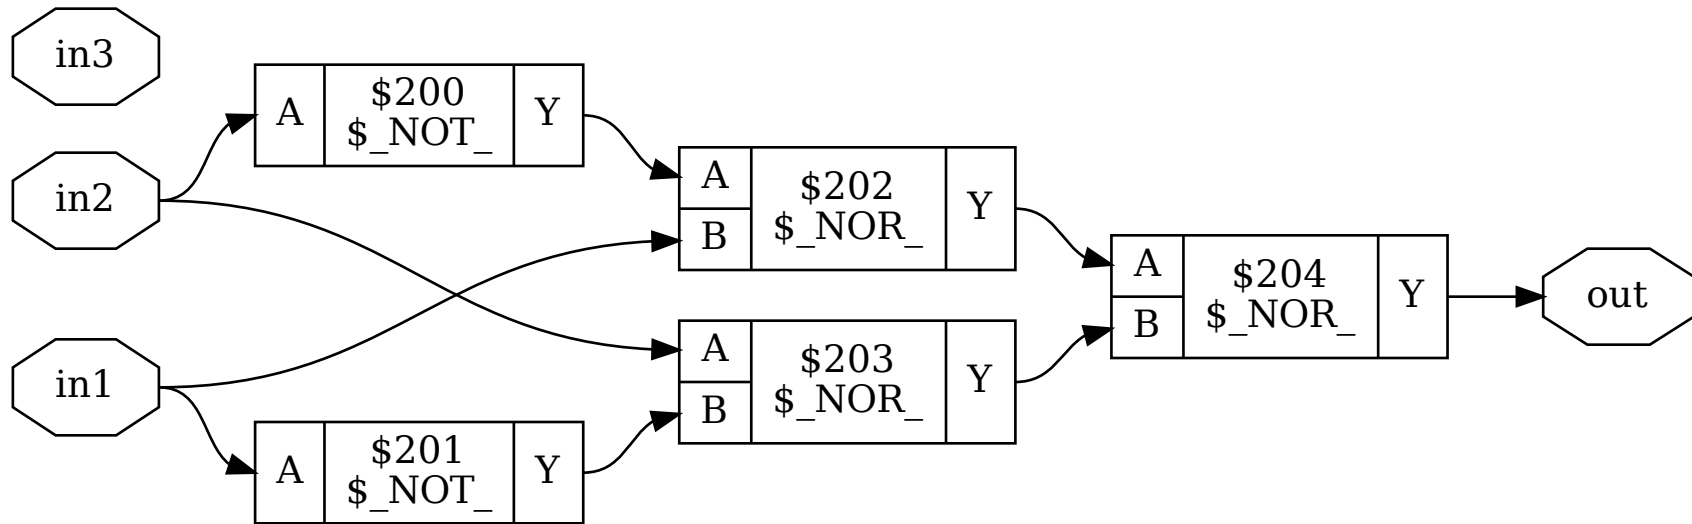 in3
in2
in1
A
$200
$_NOT_
Y
A
$201
$_NOT_
Y
A
B
$202
$_NOR_
Y
A
B
$203
$_NOR_
Y
A
B
$204
$_NOR_
Y
out